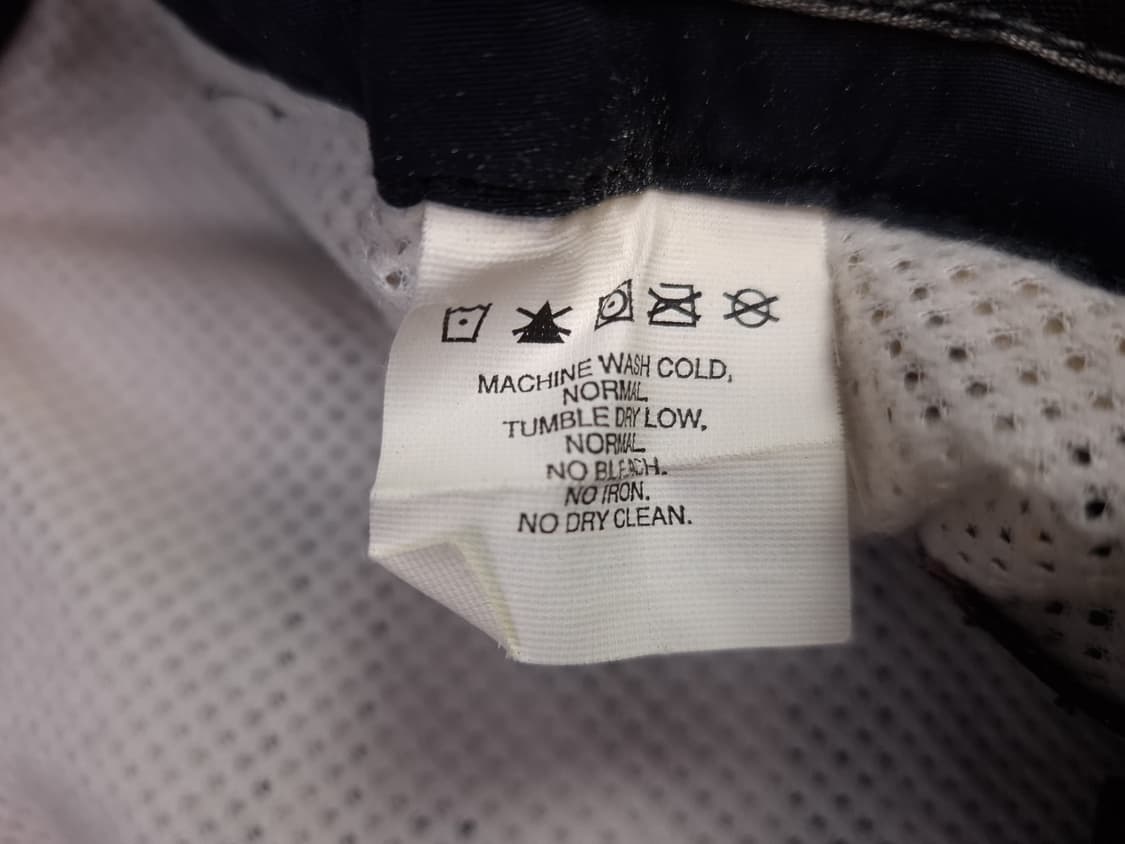 MACHINE WASH COLD,
NORMAL.
TUMBLE DRY LOW,
NORMAL.
NO BLEACH.
NO IRON.
NO DRY CLEAN.